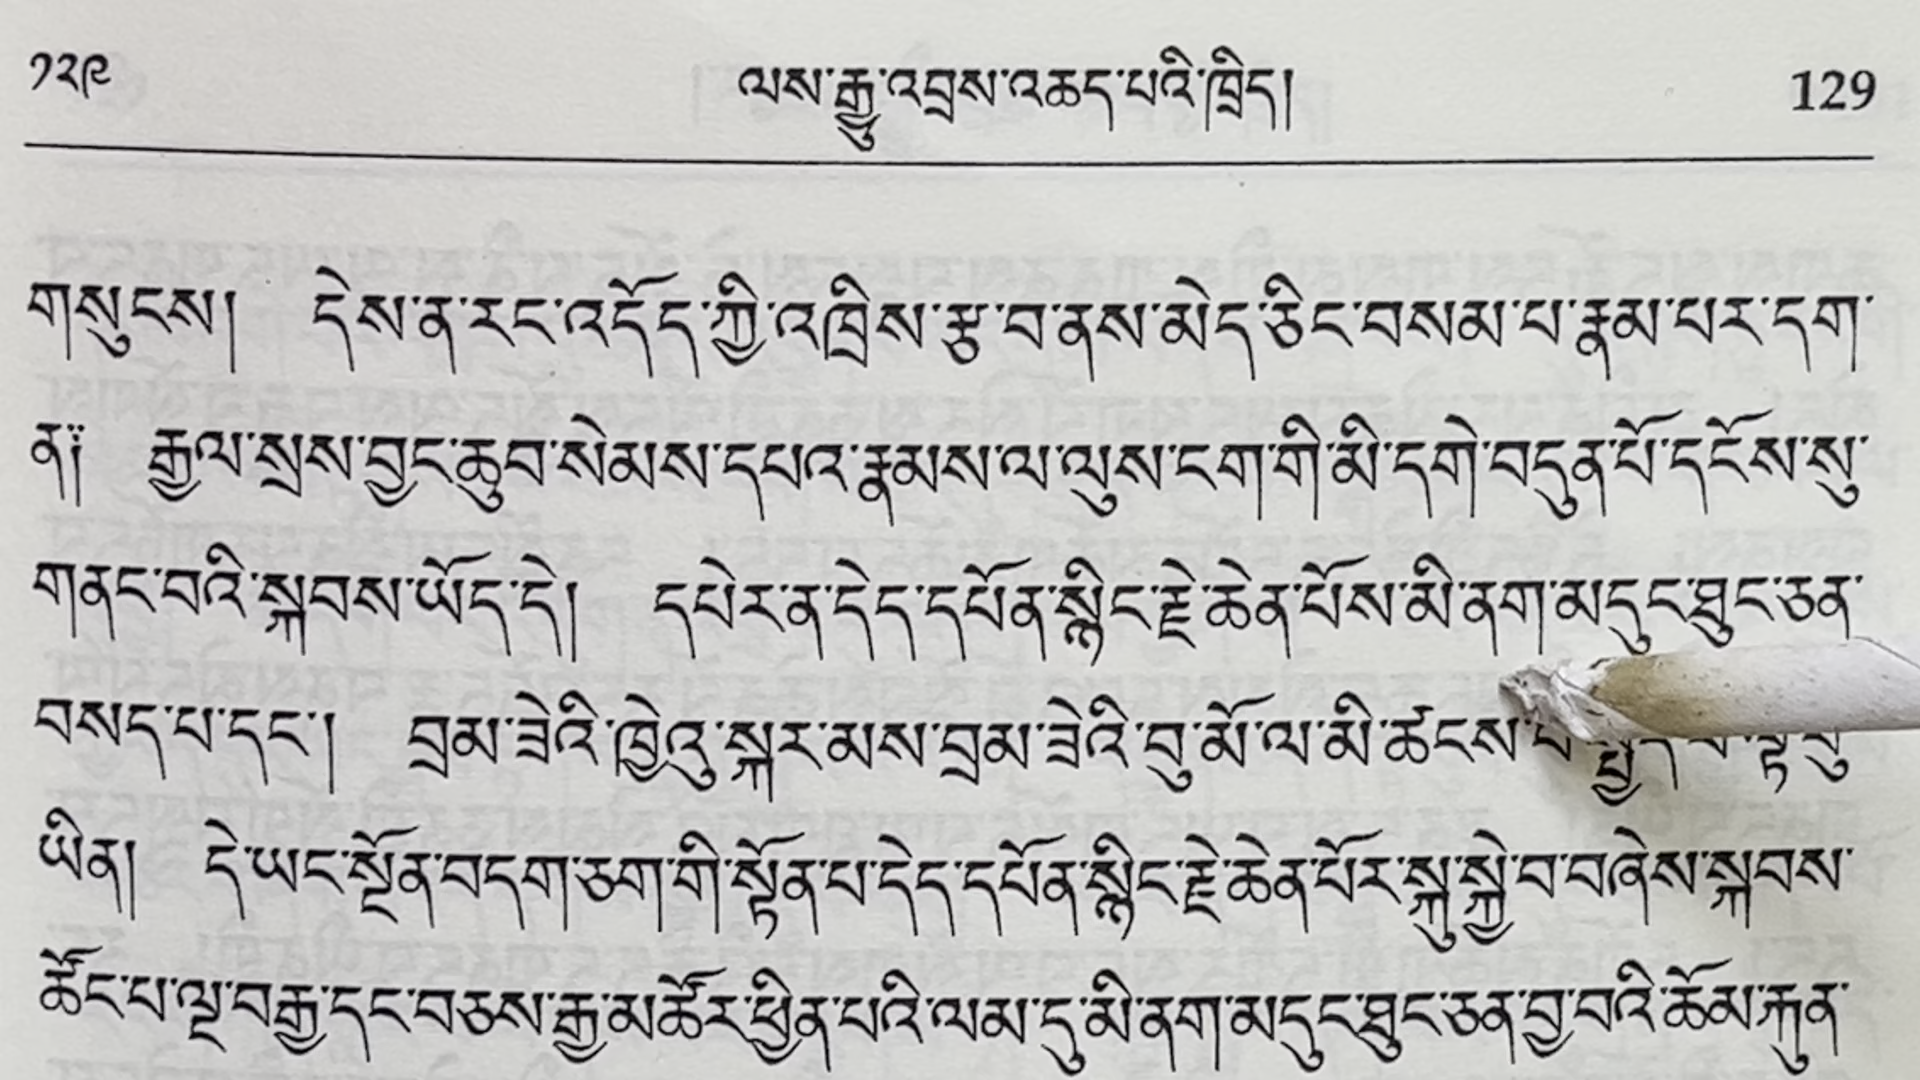 ༡༢༩ ལས་རྒྱུ་འབྲས་འཆད་པའི་ཁྲིད། 129
གསུངས། དེས་ན་རང་འདོད་ཀྱི་འཁྲིས་རྩ་བ་ནས་མེད་ཅིང་བསམ་པ་རྣམ་པར་དག་
ན༑ རྒྱལ་སྲས་བྱང་ཆུབ་སེམས་དཔའ་རྣམས་ལ་ལུས་ངག་གི་མི་དགེ་བདུན་པོ་དངོས་སུ་
གནང་བའི་སྐབས་ཡོད་དེ། དཔེར་ན་དེད་དཔོན་སྙིང་རྗེ་ཆེན་པོས་མི་ནག་མདུང་ཐུང་ཅན་
བསད་པ་དང་། བྲམ་ཟེའི་ཁྱེའུ་སྐར་མས་བྲམ་ཟེའི་བུ་མོ་ལ་མི་ཚངས་
ཡིན། དེ་ཡང་སྔོན་བདག་ཅག་གི་སྟོན་པ་དེད་དཔོན་སྙིང་རྗེ་ཆེན་པོར་སྐུ་སྐྱེ་བ་བཞེས་སྐབས་
ཚོང་པ་ལྔ་བརྒྱ་དང་བཅས་རྒྱ་མཚོར་ཕྱིན་པའི་ལམ་དུ་མི་ནག་མདུང་ཐུང་ཅན་བྱ་བའི་ཆོམ་རྐུན་